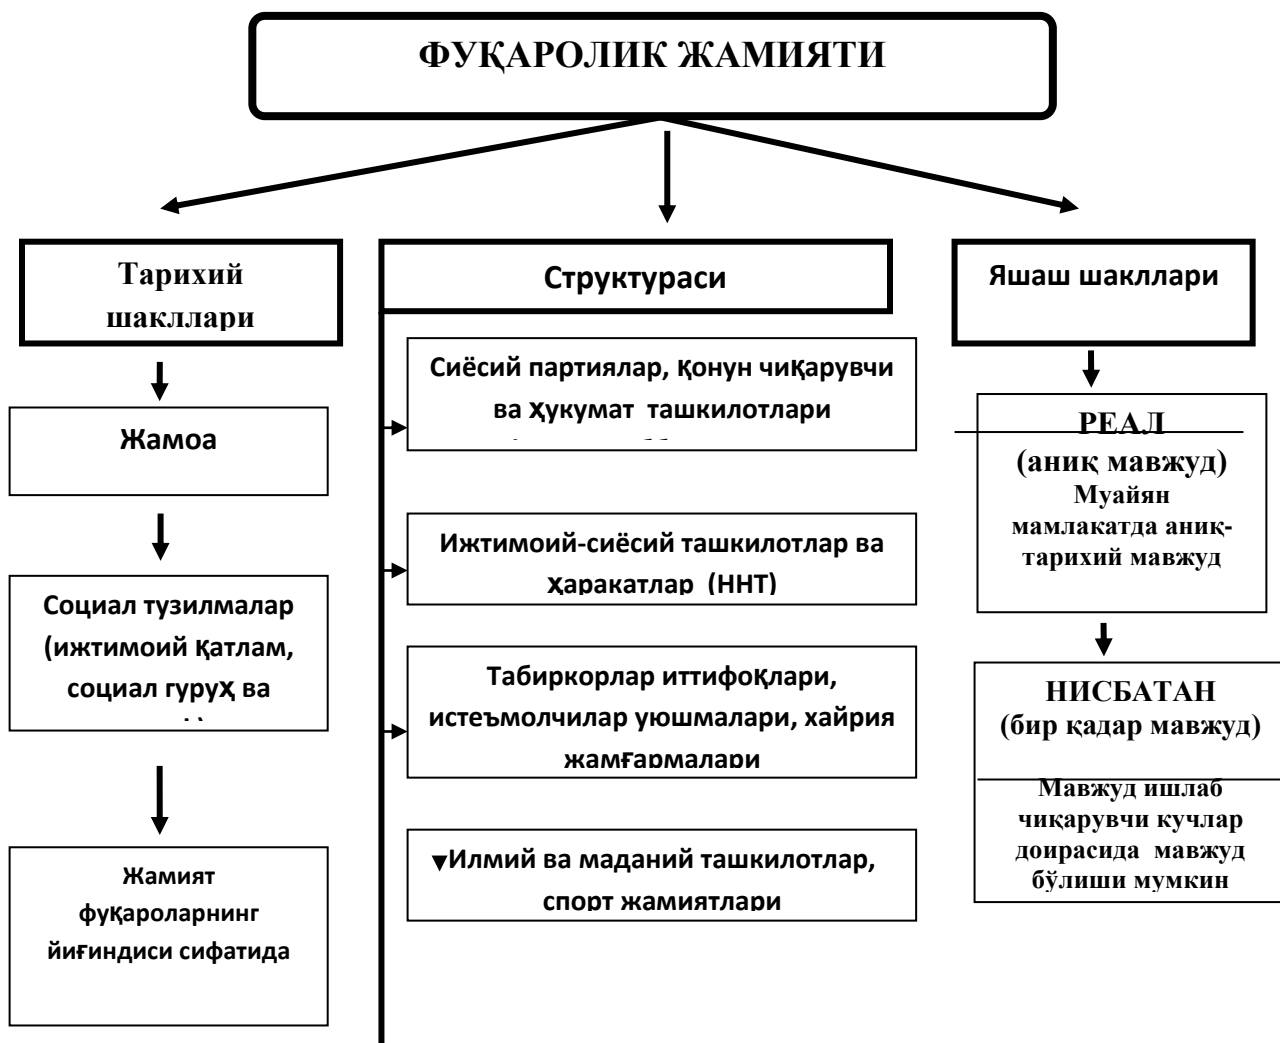 ФУҚАРОЛИК ЖАМИЯТИ
Тарихий
шакллари
Жамоа
Социал тузилмалар
(ижтимоий қатлам,
социал гуруҳ ва
Жамият
фуқароларнинг
йиғиндиси сифатида
Структураси
Сиёсий партиялар, қонун чиқарувчи
ва ҳукумат ташкилотлари
Ижтимоий-сиёсий ташкилотлар ва
ҳаракатлар (ННТ)
Табиркорлар иттифоқлари,
истеъмолчилар уюшмалари, хайрия
жамғармалари
Илмий ва маданий ташкилотлар,
спорт жамиятлари
Яшаш шакллари
РЕАЛ
(аниқ мавжуд)
Муайян
мамлакатда аниқ-
тарихий мавжуд
НИСБАТАН
(бир қадар мавжуд)
Мавжуд ишлаб
чиқарувчи кучлар
доирасида мавжуд
бўлиши мумкин